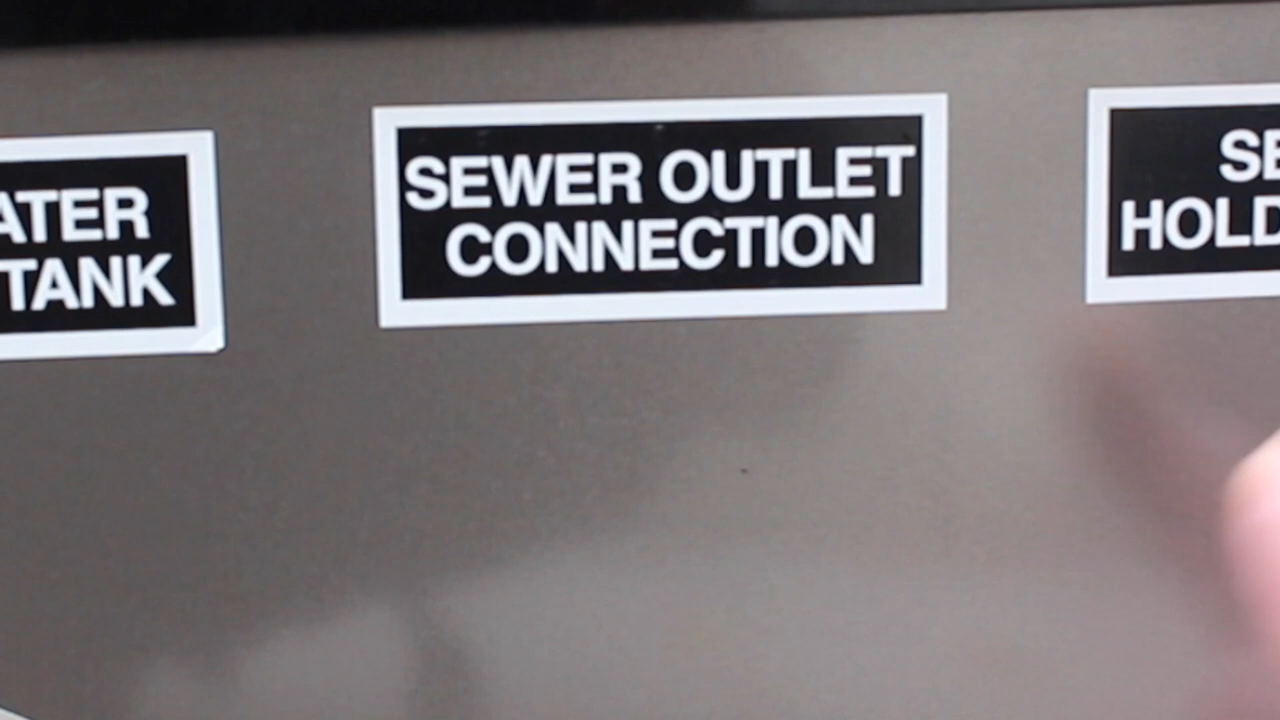 ATER
TANK
SEWER OUTLET
CONNECTION
SE
HOLD